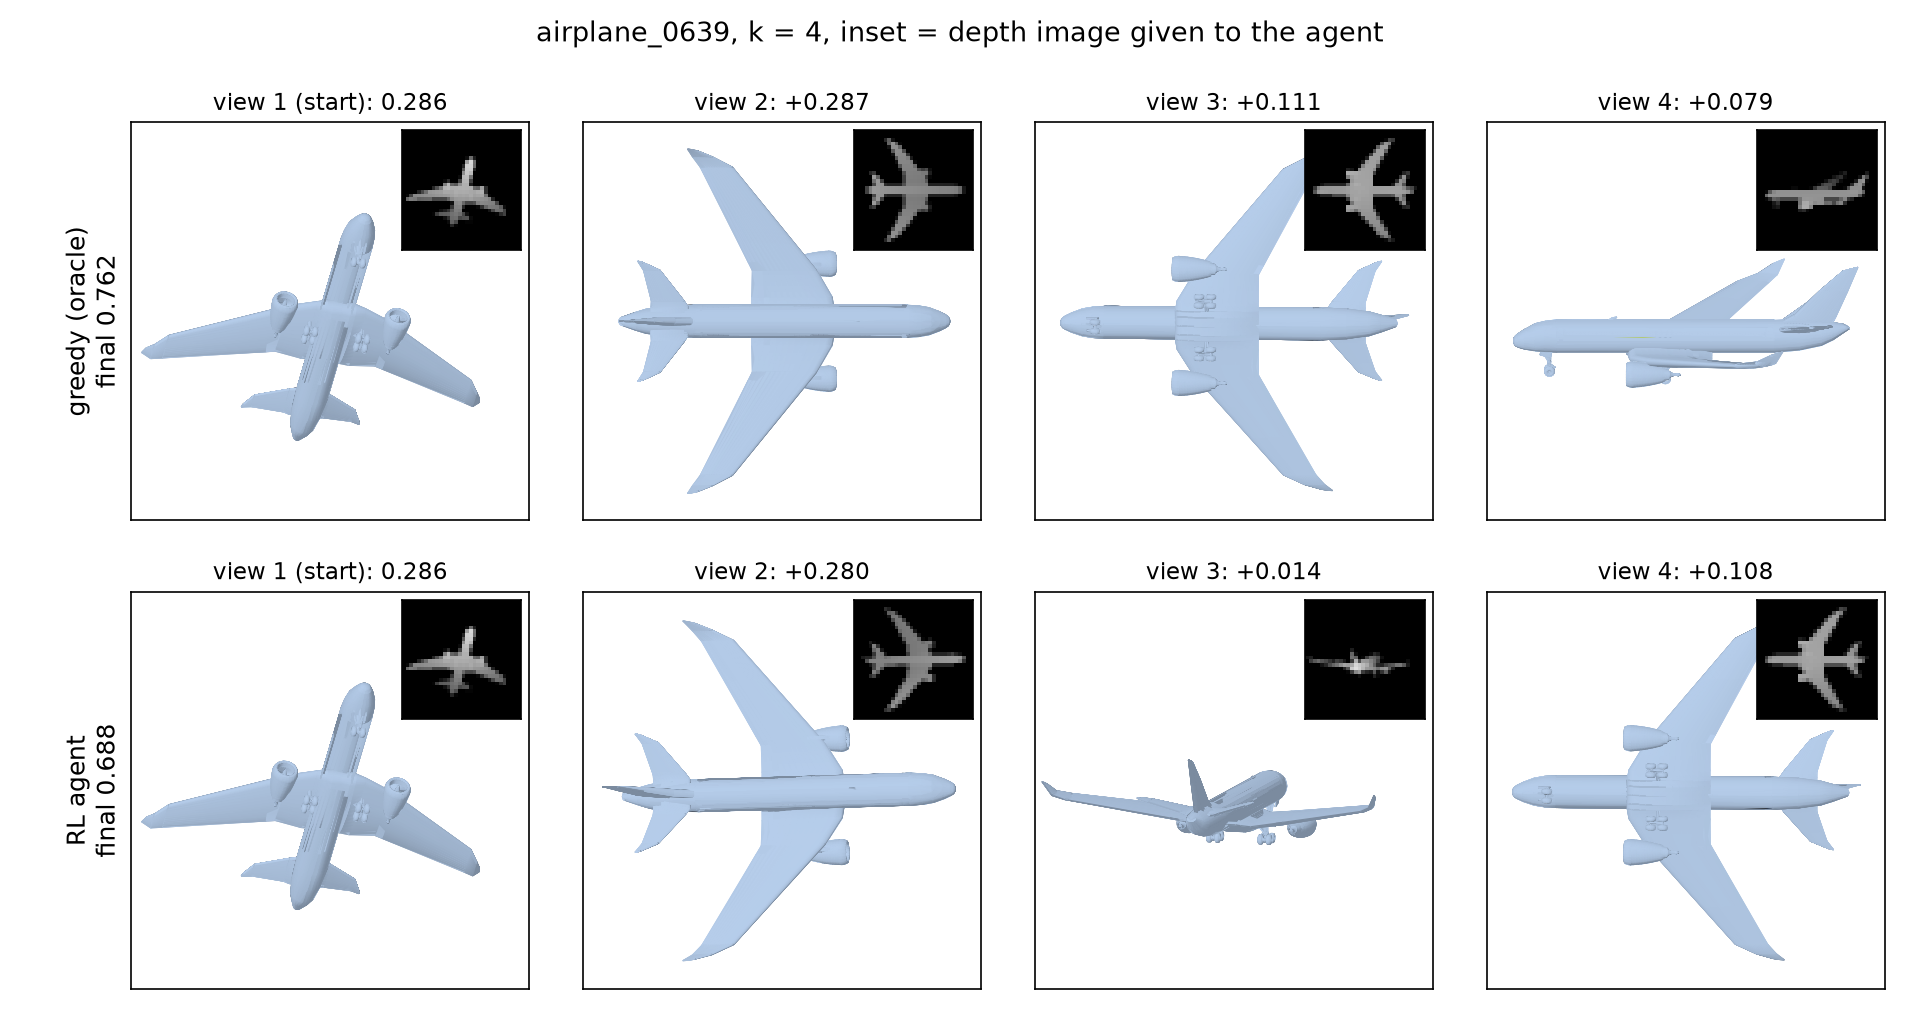 airplane_0639, k = 4, inset = depth image given to the agent
greedy (oracle)
final 0.762
view 1 (start): 0.286
view 2: +0.287
view 3: +0.111
view 4: +0.079
RL agent
final 0.688
view 1 (start): 0.286
view 2: +0.280
view 3: +0.014
view 4: +0.108